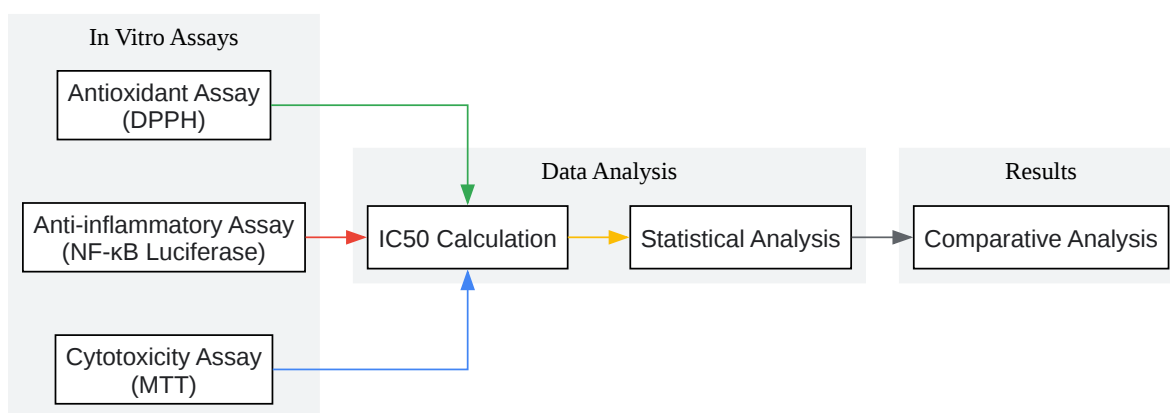 In Vitro Assays
Antioxidant Assay
(DPPH)
Anti-inflammatory Assay
(NF-κB Luciferase)
Cytotoxicity Assay
(MTT)
Data Analysis
IC50 Calculation
Statistical Analysis
Results
Comparative Analysis